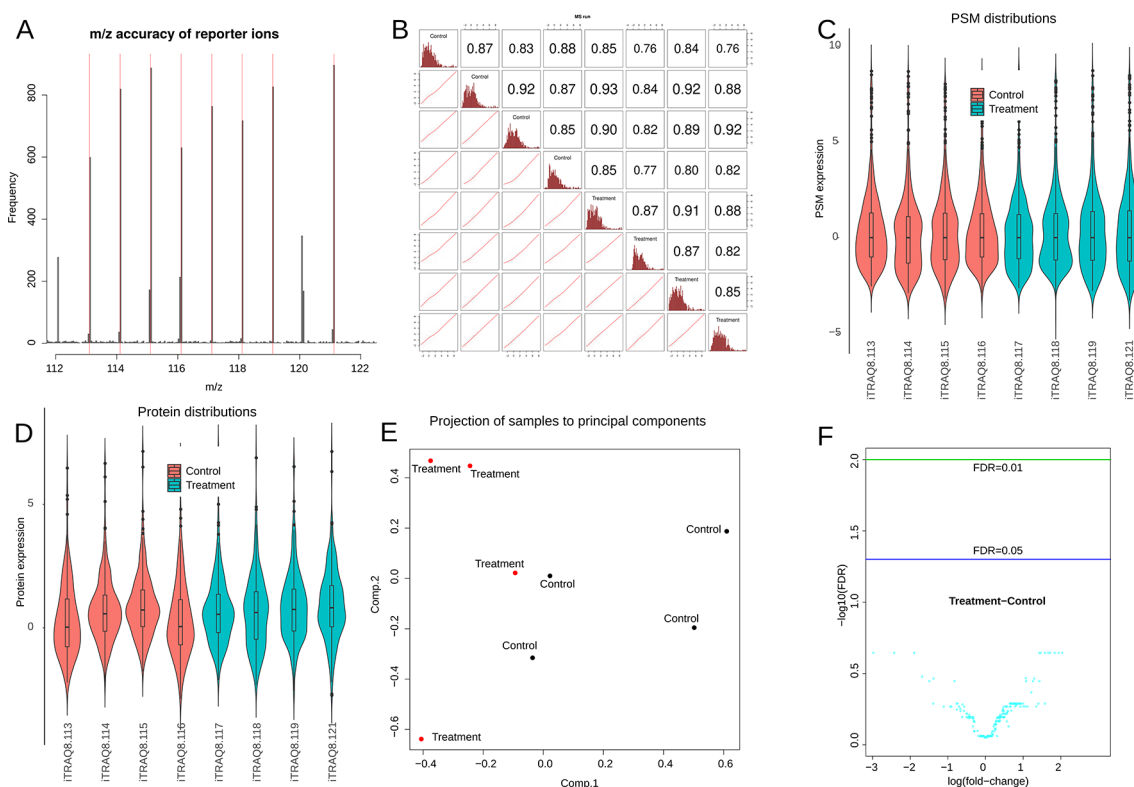 A
m/z accuracy of reporter ions
Frequency
800
600
400
200
0
112
114
116
118
120
122
m/z
B
MS run
Control
0.87
0.83
0.88
0.85
0.76
0.84
0.76
Control
0.92
0.87
0.93
0.84
0.92
0.88
Control
0.85
0.90
0.82
0.89
0.92
Control
0.85
0.77
0.80
0.82
Treatment
0.87
0.91
0.88
Treatment
0.87
0.82
Treatment
0.85
Treatment
C
PSM distributions
PSM expression
10
5
0
−5
Control
Treatment
iTRAQ8.113
iTRAQ8.114
iTRAQ8.115
iTRAQ8.116
iTRAQ8.117
iTRAQ8.118
iTRAQ8.119
iTRAQ8.121
D
Protein distributions
Protein expression
5
0
Control
Treatment
iTRAQ8.113
iTRAQ8.114
iTRAQ8.115
iTRAQ8.116
iTRAQ8.117
iTRAQ8.118
iTRAQ8.119
iTRAQ8.121
E
Projection of samples to principal components
Comp.2
0.4
0.2
0.0
−0.2
−0.4
−0.6
Treatment
Treatment
Control
Treatment
Control
Control
Control
Treatment
−0.4
−0.2
0.0
0.2
0.4
0.6
Comp.1
F
−log10(FDR)
2.0
1.5
1.0
0.5
0.0
FDR=0.01
FDR=0.05
Treatment−Control
−3
−2
−1
0
1
2
log(fold−change)